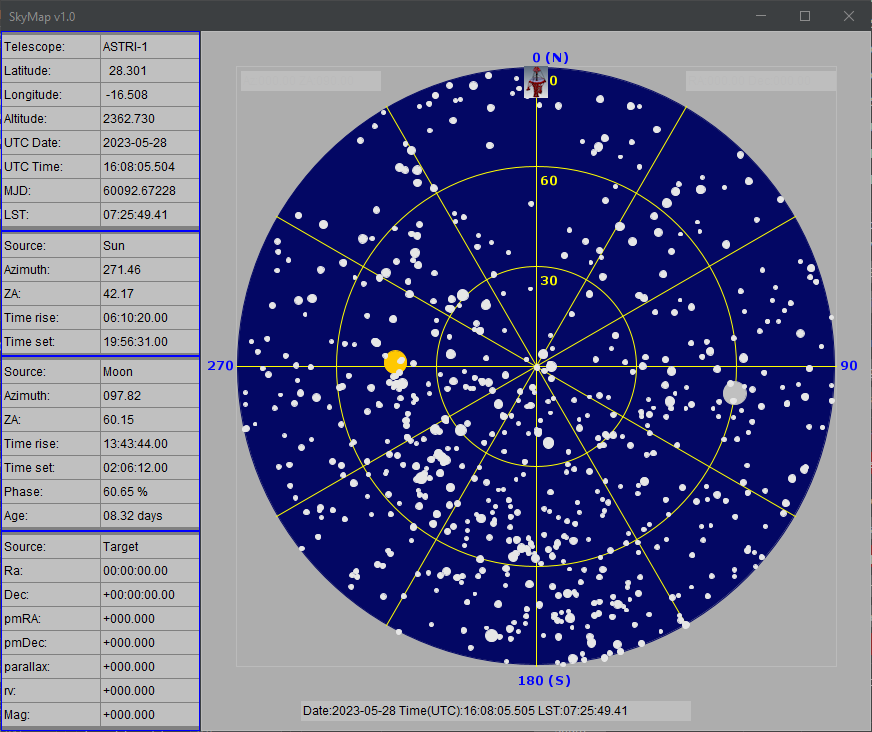 SkyMap v1.0
Telescope: ASTRI-1
Latitude: 28.301
Longitude: -16.508
Altitude: 2362.730
UTC Date: 2023-05-28
UTC Time: 16:08:05.504
MJD: 60092.67228
LST: 07:25:49.41
Source: Sun
Azimuth: 271.46
ZA: 42.17
Time rise: 06:10:20.00
Time set: 19:56:31.00
Source: Moon
Azimuth: 097.82
ZA: 60.15
Time rise: 13:43:44.00
Time set: 02:06:12.00
Phase: 60.65 %
Age: 08.32 days
Source: Target
Ra: 00:00:00.00
Dec: +00:00:00.00
pmRA: +000.000
pmDec: +000.000
parallax: +000.000
rv: +000.000
Mag: +000.000
0 (N)
0
60
30
270
90
180 (S)
Date:2023-05-28 Time(UTC):16:08:05.505 LST:07:25:49.41